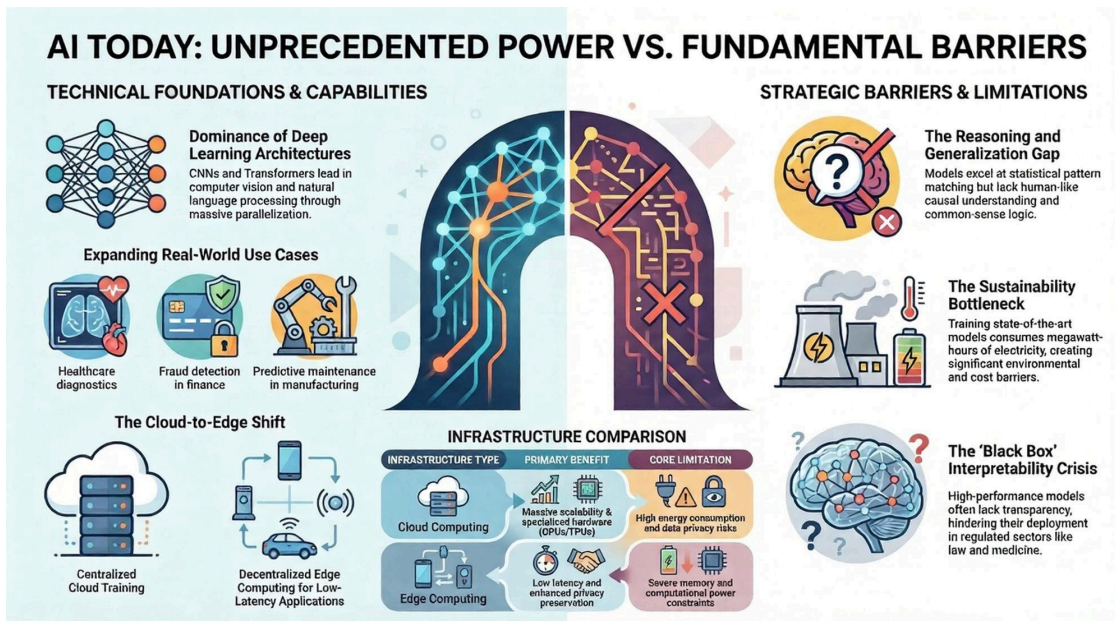 AI TODAY: UNPRECEDENTED POWER VS. FUNDAMENTAL BARRIERS
TECHNICAL FOUNDATIONS & CAPABILITIES
Dominance of Deep
Learning Architectures
CNNs and Transformers lead in
computer vision and natural
language processing through
massive parallelization.
Expanding Real-World Use Cases
Healthcare
diagnostics
Fraud detection
in finance
Predictive maintenance
in manufacturing
The Cloud-to-Edge Shift
Centralized
Cloud Training
Decentralized Edge
Computing for Low-
Latency Applications
INFRASTRUCTURE COMPARISON
INFRASTRUCTURE TYPE
PRIMARY BENEFIT
CORE LIMITATION
Cloud Computing
Massive scalability &
specialized hardware
(OPUs/TPUs)
High energy consumption
and data privacy risks
Edge Computing
Low latency and
enhanced privacy
preservation
Severe memory and
computational power
constraints
STRATEGIC BARRIERS & LIMITATIONS
?
The Reasoning and
Generalization Gap
Models excel at statistical pattern
matching but lack human-like
causal understanding and
common-sense logic.
The Sustainability
Bottleneck
Training state-of-the-art
models consumes megawatt-
hours of electricity, creating
significant environmental
and cost barriers.
? ?
? ?
The 'Black Box'
Interpretability Crisis
High-performance models
often lack transparency,
hindering their deployment
in regulated sectors like
law and medicine.